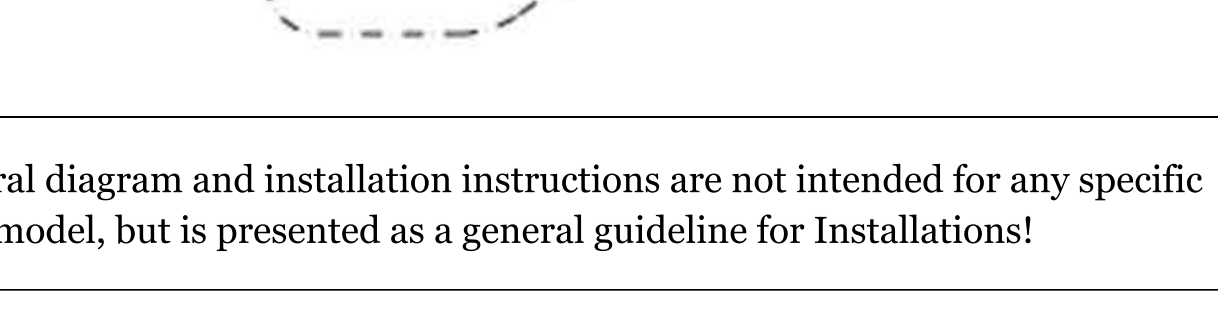 ral diagram and installation instructions are not intended for any specific
model, but is presented as a general guideline for Installations!